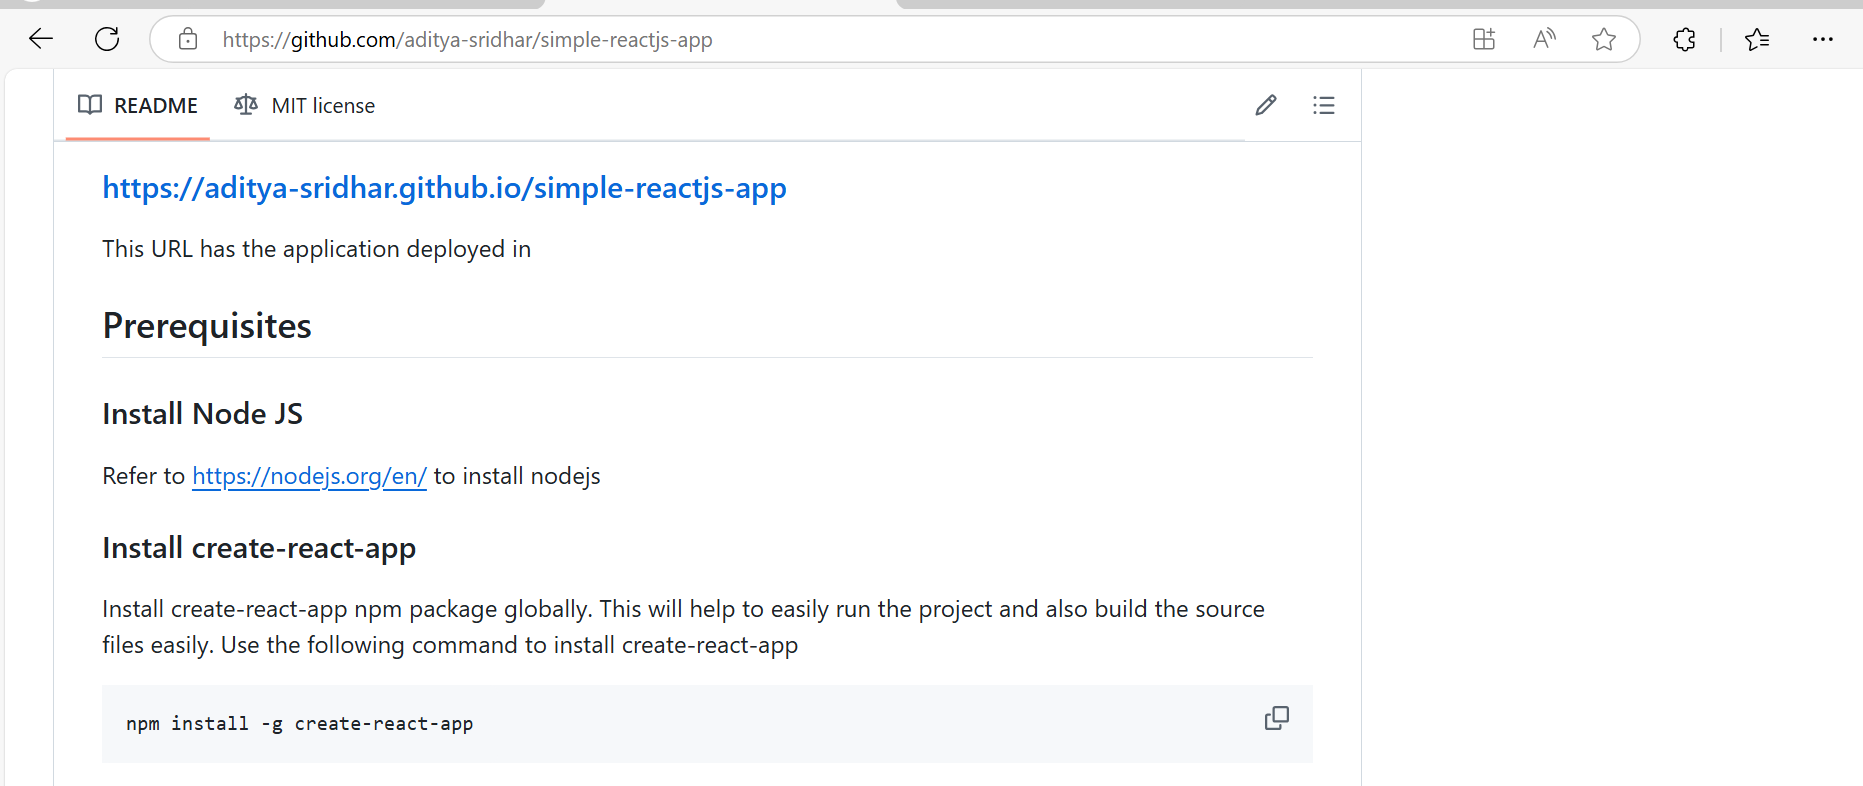 https://github.com/aditya-sridhar/simple-reactjs-app
README
MIT license
https://aditya-sridhar.github.io/simple-reactjs-app
This URL has the application deployed in
Prerequisites
Install Node JS
Refer to https://nodejs.org/en/ to install nodejs
Install create-react-app
Install create-react-app npm package globally. This will help to easily run the project and also build the source
files easily. Use the following command to install create-react-app
npm install -g create-react-app